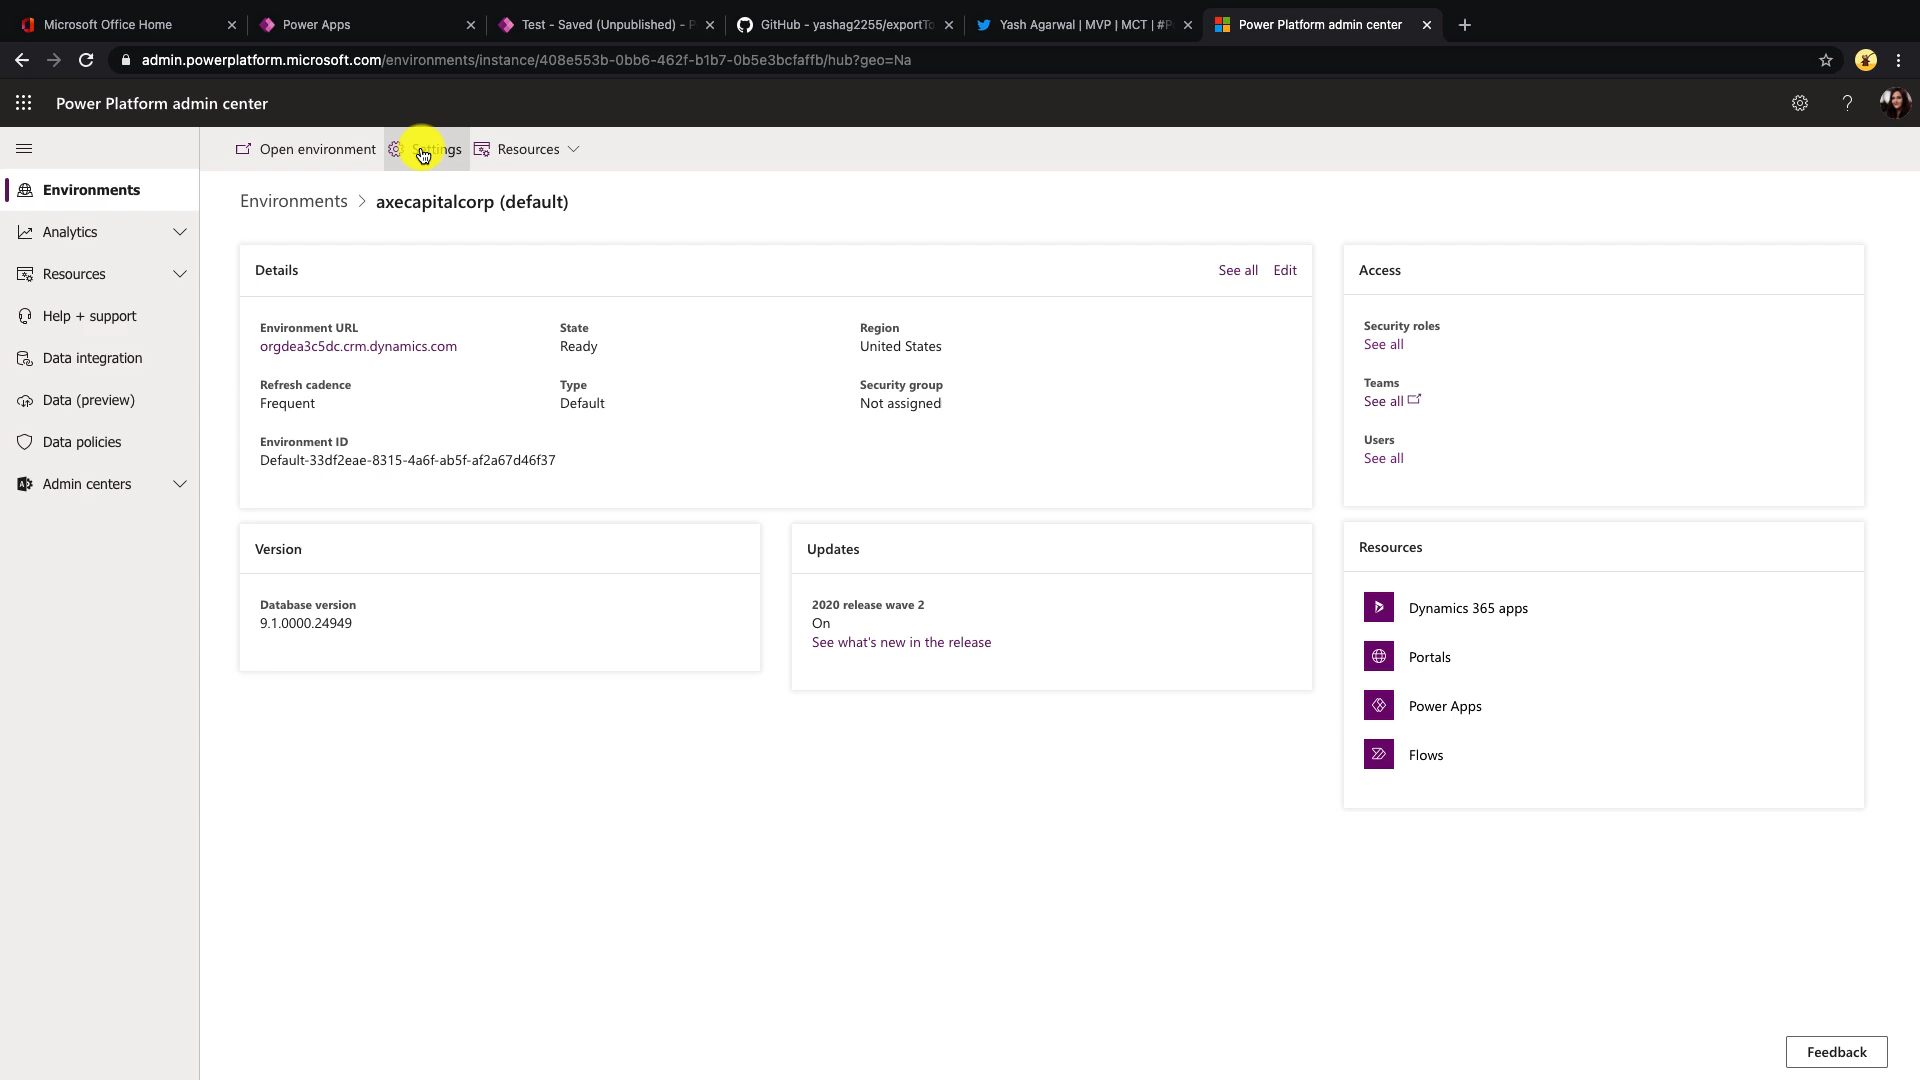 Microsoft Office Home
Power Apps
Test - Saved (Unpublished) - P
GitHub - yashag2255/exportTo
Yash Agarwal | MVP | MCT | #P
Power Platform admin center
admin.powerplatform.microsoft.com/environments/instance/408e553b-0bb6-462f-b1b7-0b5e3bcfaffb/hub?geo=Na
Power Platform admin center
Open environment
Settings
Resources
Environments
Analytics
Resources
Help + support
Data integration
Data (preview)
Data policies
Admin centers
Environments > axecapitalcorp (default)
Details
See all
Edit
Environment URL
orgdea3c5dc.crm.dynamics.com
State
Ready
Region
United States
Refresh cadence
Frequent
Type
Default
Security group
Not assigned
Environment ID
Default-33df2eae-8315-4a6f-ab5f-af2a67d46f37
Access
Security roles
See all
Teams
See all
Users
See all
Version
Database version
9.1.0000.24949
Updates
2020 release wave 2
On
See what's new in the release
Resources
Dynamics 365 apps
Portals
Power Apps
Flows
Feedback